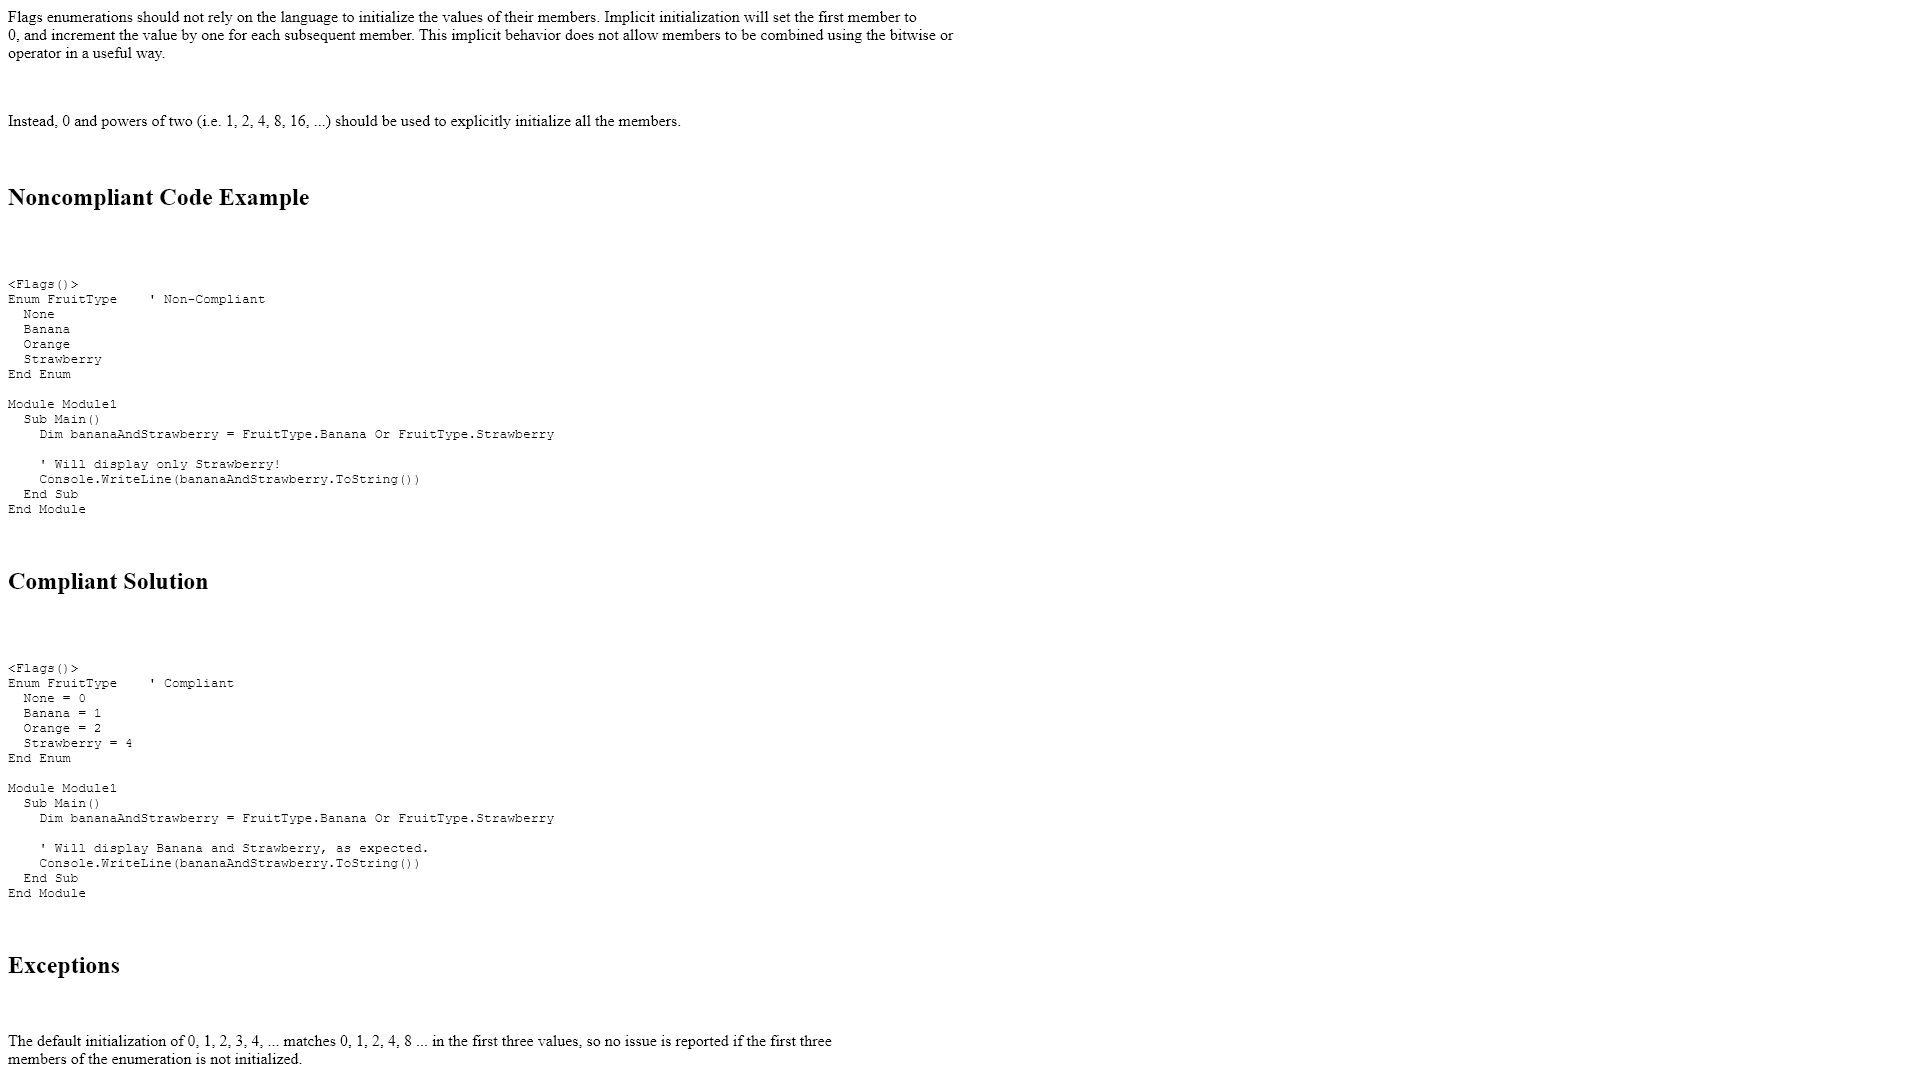 Flags enumerations should not rely on the language to initialize the values of their members. Implicit initialization will set the first member to
0, and increment the value by one for each subsequent member. This implicit behavior does not allow members to be combined using the bitwise or
operator in a useful way.
Instead, 0 and powers of two (i.e. 1, 2, 4, 8, 16, ...) should be used to explicitly initialize all the members.
Noncompliant Code Example
<Flags()>
Enum FruitType    ' Non-Compliant
  None
  Banana
  Orange
  Strawberry
End Enum
Module Module1
  Sub Main()
    Dim bananaAndStrawberry = FruitType.Banana Or FruitType.Strawberry
    ' Will display only Strawberry!
    Console.WriteLine(bananaAndStrawberry.ToString())
  End Sub
End Module
Compliant Solution
<Flags()>
Enum FruitType    ' Compliant
  None = 0
  Banana = 1
  Orange = 2
  Strawberry = 4
End Enum
Module Module1
  Sub Main()
    Dim bananaAndStrawberry = FruitType.Banana Or FruitType.Strawberry
    ' Will display Banana and Strawberry, as expected.
    Console.WriteLine(bananaAndStrawberry.ToString())
  End Sub
End Module
Exceptions
The default initialization of 0, 1, 2, 3, 4, ... matches 0, 1, 2, 4, 8 ... in the first three values, so no issue is reported if the first three
members of the enumeration is not initialized.